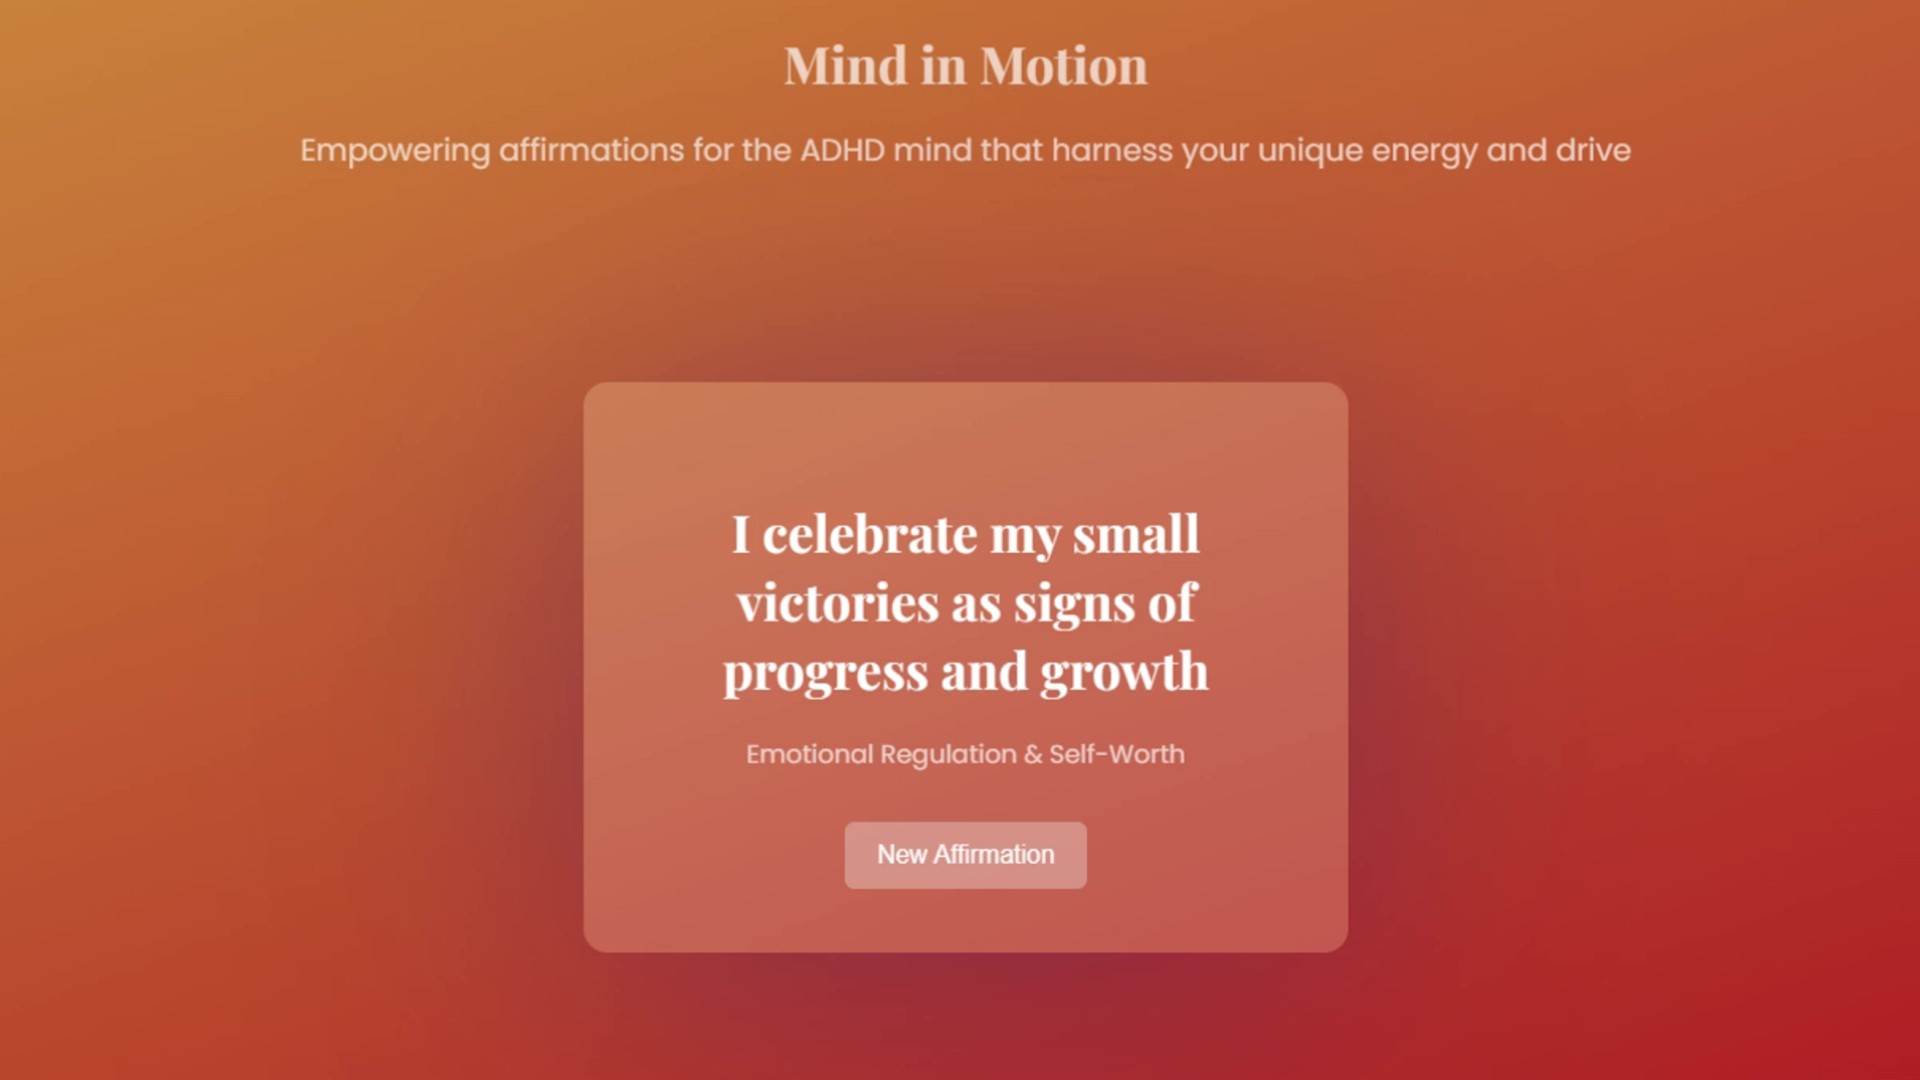 Mind in Motion
Empowering affirmations for the ADHD mind that harness your unique energy and drive
I celebrate my small
victories as signs of
progress and growth
Emotional Regulation & Self-Worth
New Affirmation